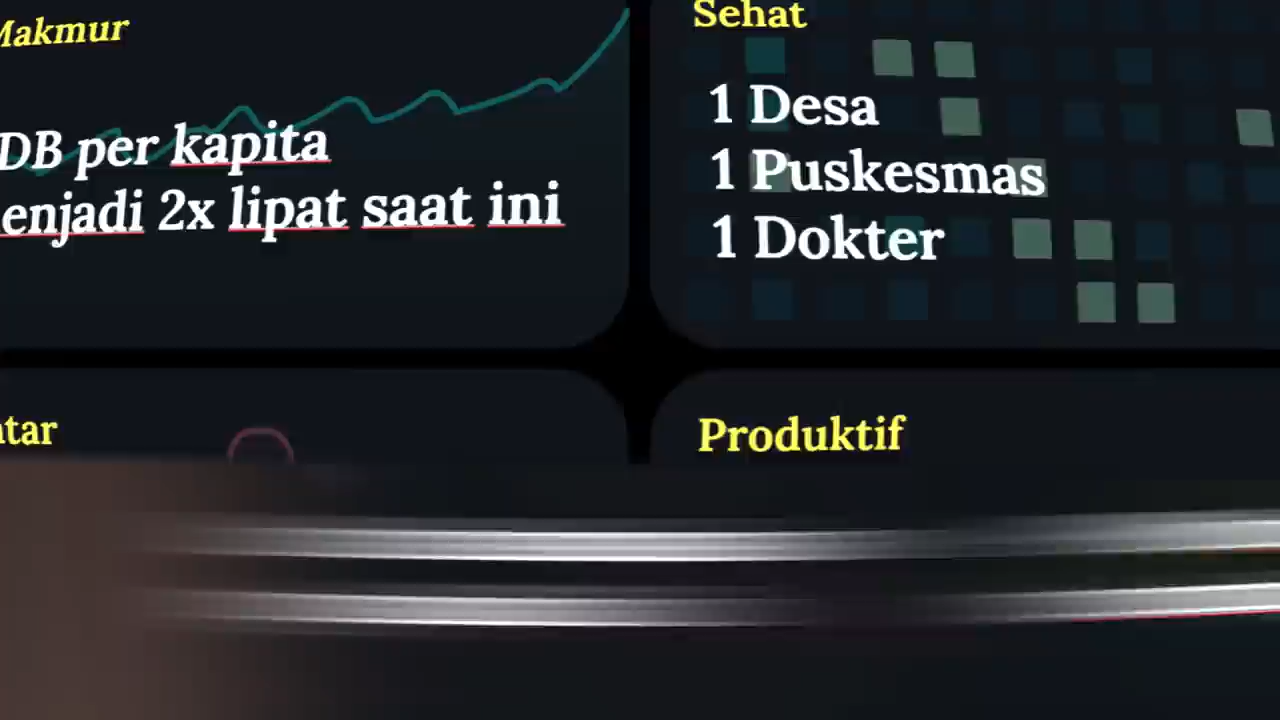 Makmur
DB per kapita
enjadi 2x lipat saat ini
Sehat
1 Desa
1 Puskesmas
1 Dokter
tar
Produktif